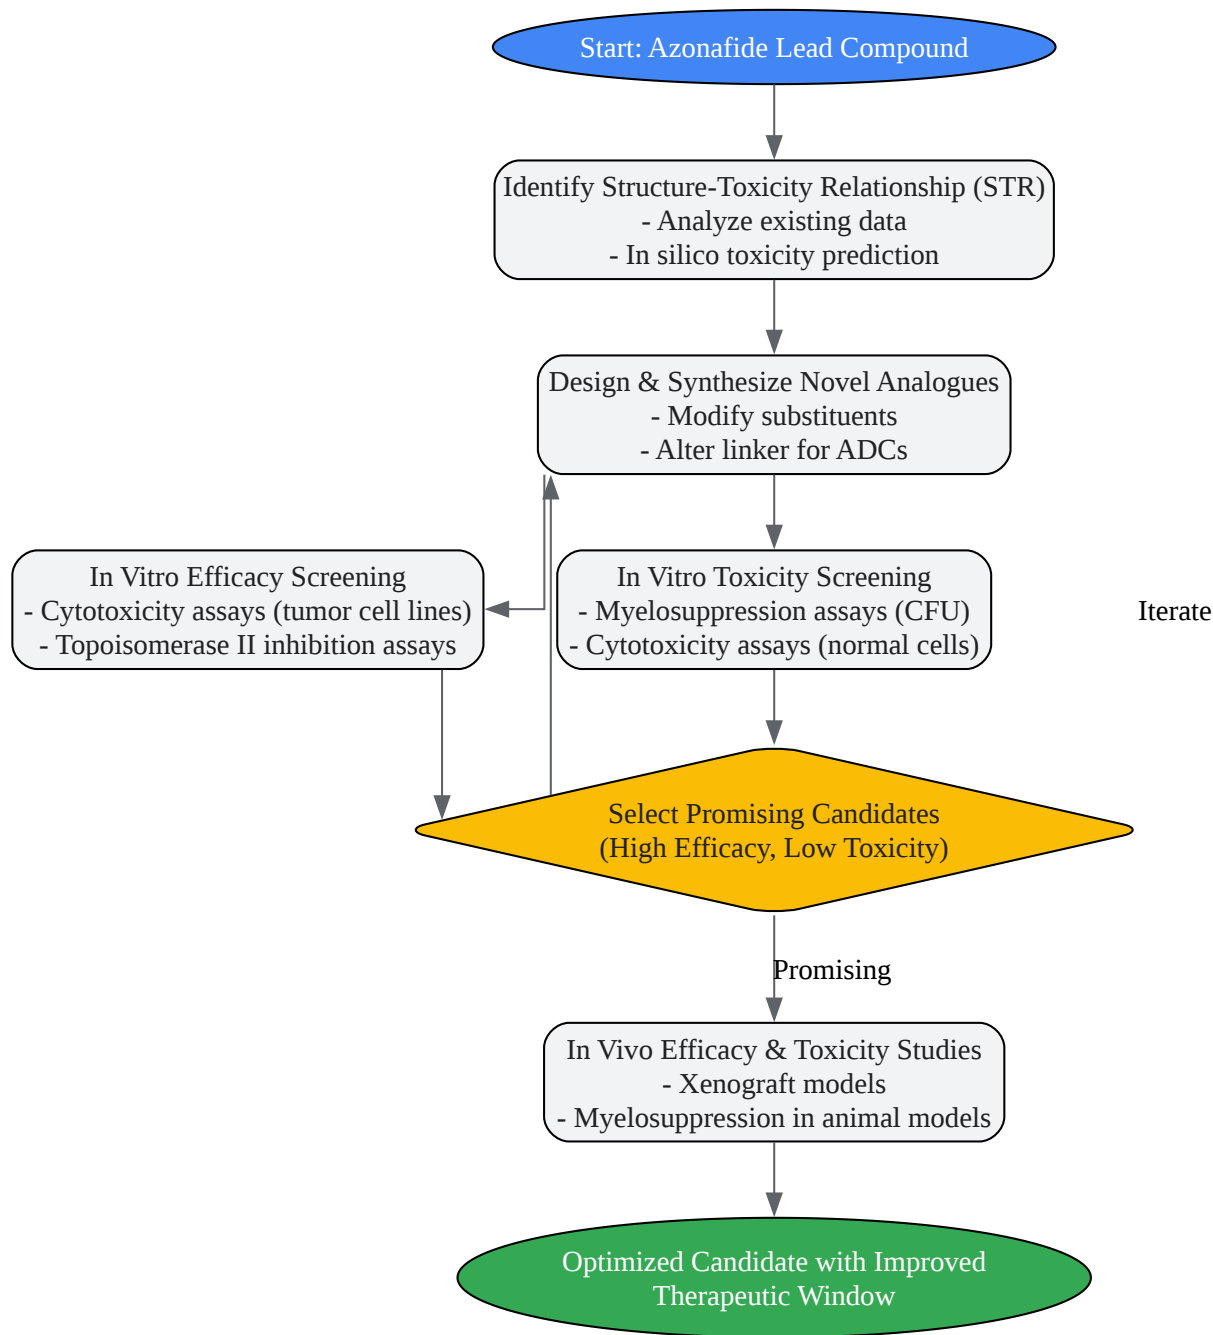 Start: Azonafide Lead Compound
Identify Structure-Toxicity Relationship (STR)
- Analyze existing data
- In silico toxicity prediction
Design & Synthesize Novel Analogues
- Modify substituents
- Alter linker for ADCs
In Vitro Efficacy Screening
- Cytotoxicity assays (tumor cell lines)
- Topoisomerase II inhibition assays
In Vitro Toxicity Screening
- Myelosuppression assays (CFU)
- Cytotoxicity assays (normal cells)
Iterate
Select Promising Candidates
(High Efficacy, Low Toxicity)
Promising
In Vivo Efficacy & Toxicity Studies
- Xenograft models
- Myelosuppression in animal models
Optimized Candidate with Improved
Therapeutic Window